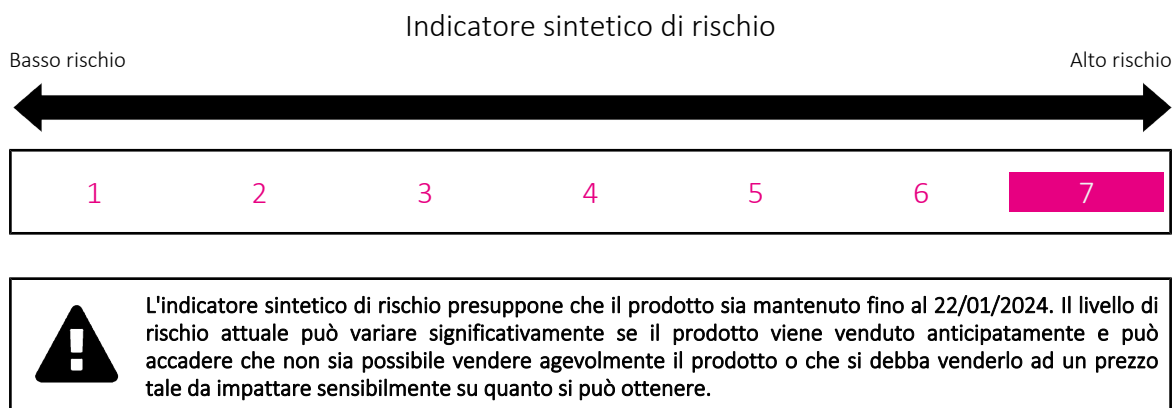 Indicatore sintetico di rischio
Basso rischio Alto rischio
1 2 3 4 5 6 7
L'indicatore sintetico di rischio presuppone che il prodotto sia mantenuto fino al 22/01/2024. Il livello di
rischio attuale può variare significativamente se il prodotto viene venduto anticipatamente e può
accadere che non sia possibile vendere agevolmente il prodotto o che si debba venderlo ad un prezzo
tale da impattare sensibilmente su quanto si può ottenere.